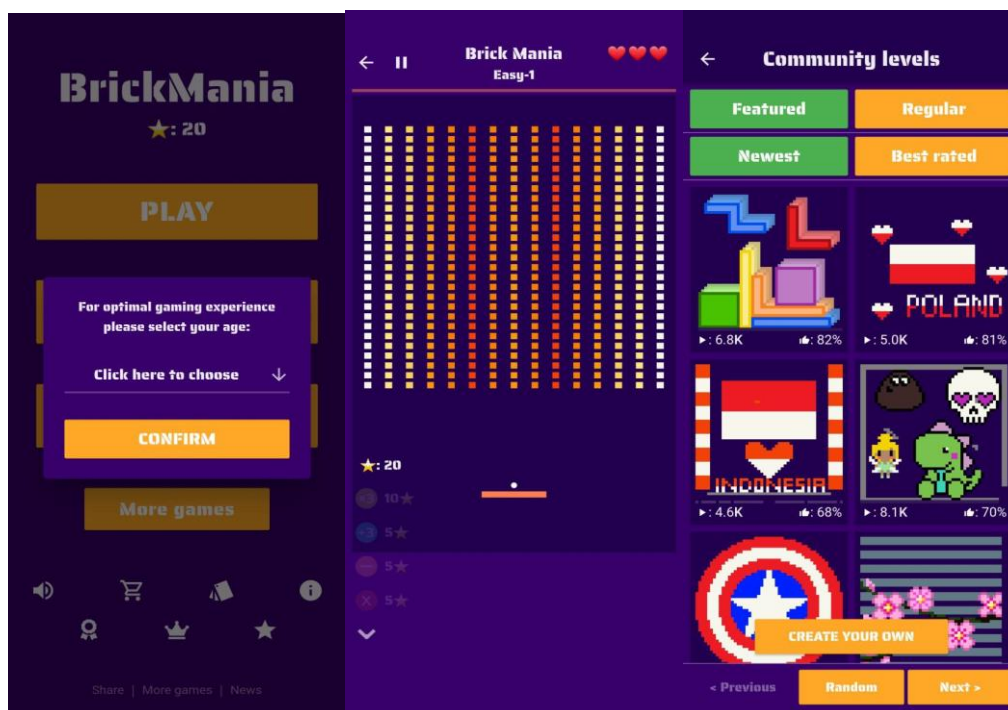 BrickMania
⭐: 20
PLAY
For optimal gaming experience
please select your age:
Click here to choose
CONFIRM
More games
Share | More games | News
Brick Mania
Easy-1
⭐: 20
+3 10★
+3 5★
5★
X 5★
Community levels
Featured
Regular
Newest
Best rated
▶: 6.8K 👍: 82%
POLAND
▶: 5.0K 👍: 81%
INDONESIA
▶: 4.6K 👍: 68%
▶: 8.1K 👍: 70%
CREATE YOUR OWN
< Previous
Random
Next >